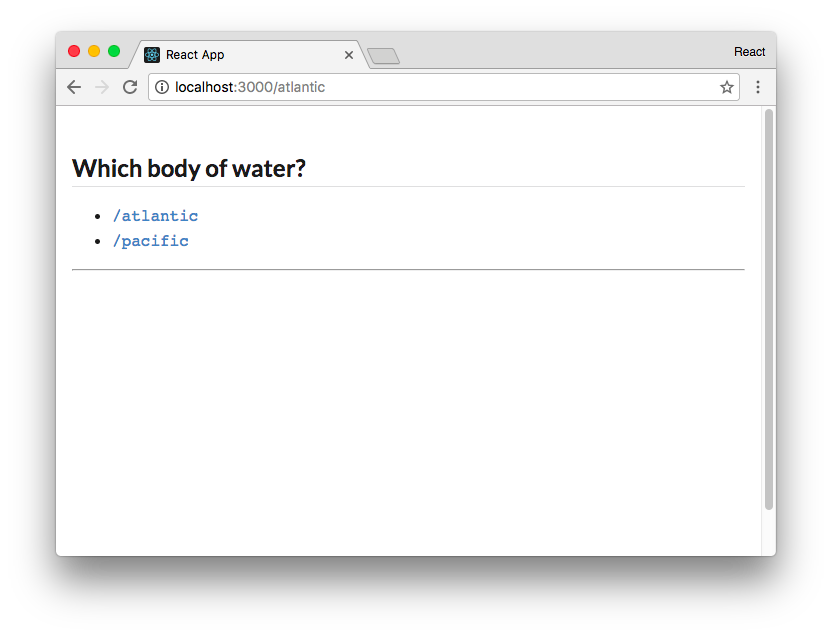 React App
React
localhost:3000/atlantic
Which body of water?
/atlantic
/pacific